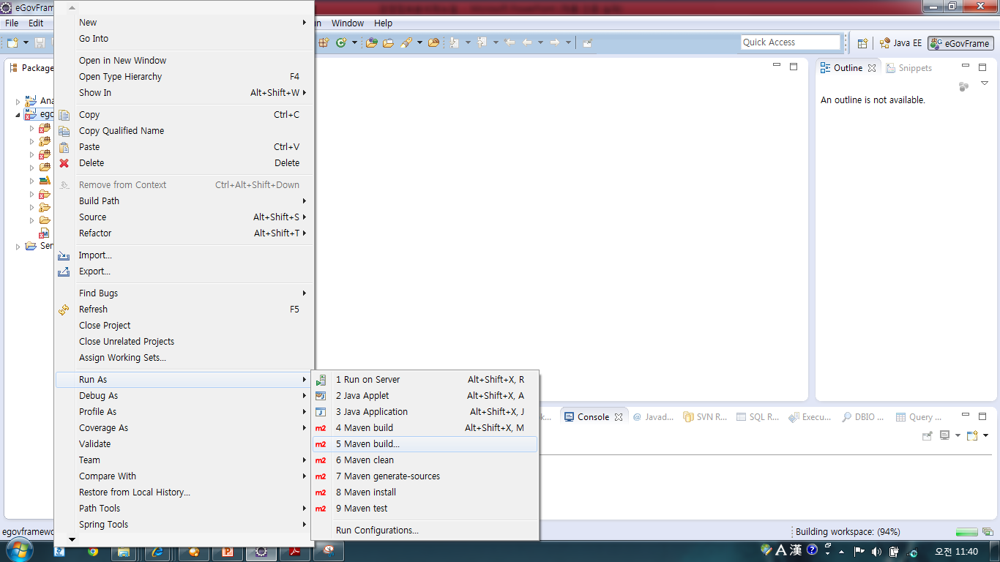 eGovFrame
File Edit
n Window Help
Quick Access
Java EE
eGovFrame
Package
Ana
ego
Ser
New
Go Into
Open in New Window
Open Type Hierarchy F4
Show In Alt+Shift+W
Copy Ctrl+C
Copy Qualified Name
Paste Ctrl+V
Delete Delete
Remove from Context Ctrl+Alt+Shift+Down
Build Path
Source Alt+Shift+S
Refactor Alt+Shift+T
Import...
Export...
Find Bugs
Refresh F5
Close Project
Close Unrelated Projects
Assign Working Sets...
Run As
Debug As
Profile As
Coverage As
Validate
Team
Compare With
Restore from Local History...
Path Tools
Spring Tools
1 Run on Server Alt+Shift+X, R
2 Java Applet Alt+Shift+X, A
3 Java Application Alt+Shift+X, J
m2 4 Maven build Alt+Shift+X, M
m2 5 Maven build...
m2 6 Maven clean
m2 7 Maven generate-sources
m2 8 Maven install
m2 9 Maven test
Run Configurations...
Outline Snippets
An outline is not available.
k... Console @ Javad... SVN R... SQL R... Execu... DBIO ... Query ...
egovframewo
Building workspace: (94%)
A 漢
오전 11:40